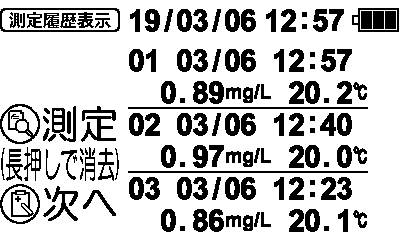 測定履歴表示 19/03/06 12:57
01 03/06 12:57
0.89mg/L 20.2℃
測定
02 03/06 12:40
(長押しで消去)
0.97mg/L 20.0℃
次へ
03 03/06 12:23
0.86mg/L 20.1℃